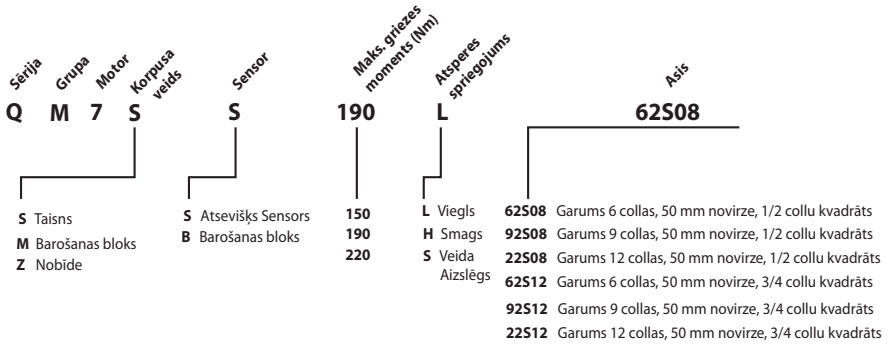 Sērija
Grupa
Motor
Korpusa
veids
Sensor
Maks. griezes
moments (Nm)
Atsperes
spriegojums
Asis
Q M 7 S S 190 L 62S08
S Taisns
M Barošanas bloks
Z Nobīde
S Atsevišķs Sensors
B Barošanas bloks
150
190
220
L Viegls
H Smags
S Veida
Aizslēgs
62S08 Garums 6 collas, 50 mm novirze, 1/2 collu kvadrāts
92S08 Garums 9 collas, 50 mm novirze, 1/2 collu kvadrāts
22S08 Garums 12 collas, 50 mm novirze, 1/2 collu kvadrāts
62S12 Garums 6 collas, 50 mm novirze, 3/4 collu kvadrāts
92S12 Garums 9 collas, 50 mm novirze, 3/4 collu kvadrāts
22S12 Garums 12 collas, 50 mm novirze, 3/4 collu kvadrāts